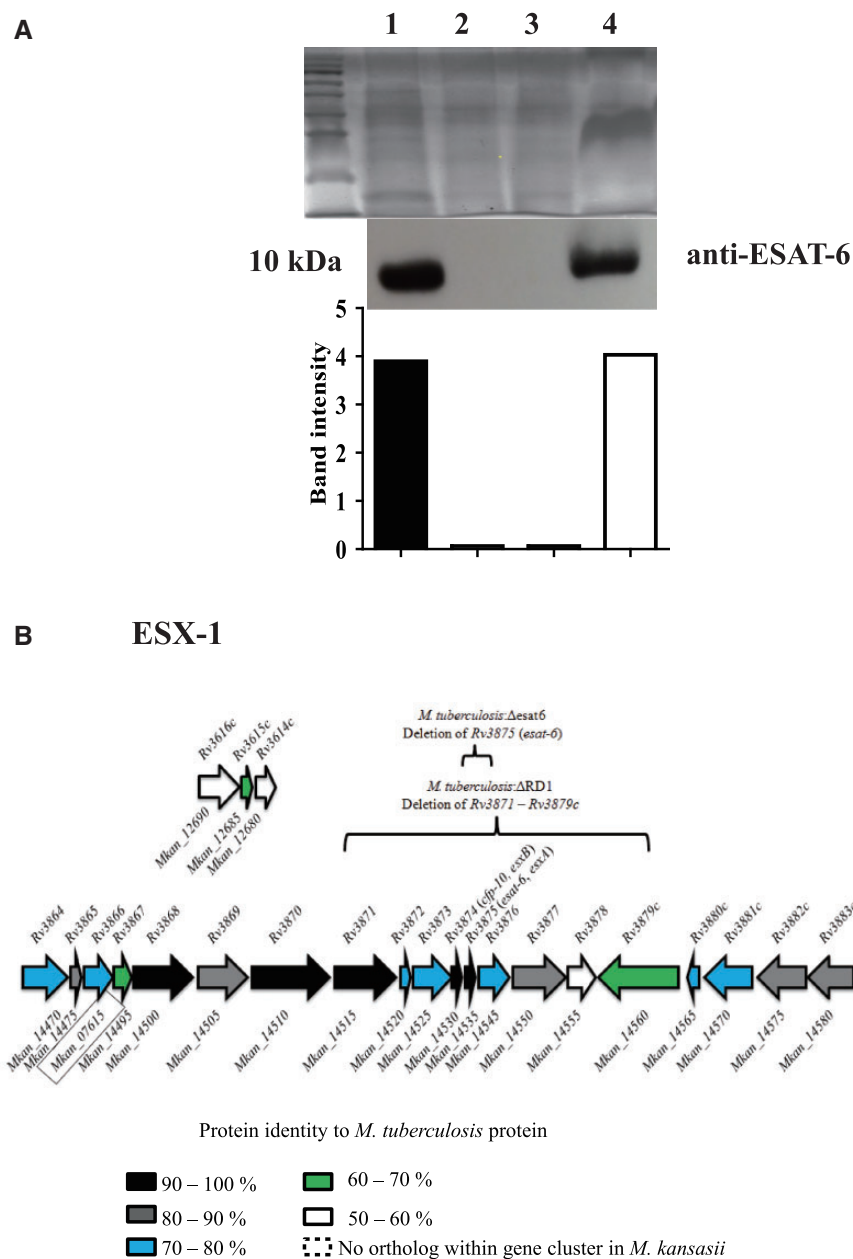 A
1 2 3 4
10 kDa
anti-ESAT-6
5
4
3
2
1
0
Band intensity
B
ESX-1
M. tuberculosis:Δesat6
Deletion of Rv3875 (esat-6)
M. tuberculosis:ΔRD1
Deletion of Rv3871 – Rv3879c
Rv3616c
Rv3615c
Rv3614c
Mkan_12690
Mkan_12685
Mkan_12680
Rv3864
Rv3865
Rv3866
Rv3867
Rv3868
Rv3869
Rv3870
Rv3871
Rv3872
Rv3873
Rv3874 (cfp-10, esxB)
Rv3875 (esat-6, esxA)
Rv3876
Rv3877
Rv3878
Rv3879c
Rv3880c
Rv3881c
Rv3882c
Rv3883c
Mkan_14470
Mkan_14475
Mkan_07615
Mkan_14495
Mkan_14500
Mkan_14505
Mkan_14510
Mkan_14515
Mkan_14520
Mkan_14525
Mkan_14530
Mkan_14535
Mkan_14545
Mkan_14550
Mkan_14555
Mkan_14560
Mkan_14565
Mkan_14570
Mkan_14575
Mkan_14580
Protein identity to M. tuberculosis protein
90 – 100 %
60 – 70 %
80 – 90 %
50 – 60 %
70 – 80 %
No ortholog within gene cluster in M. kansasii